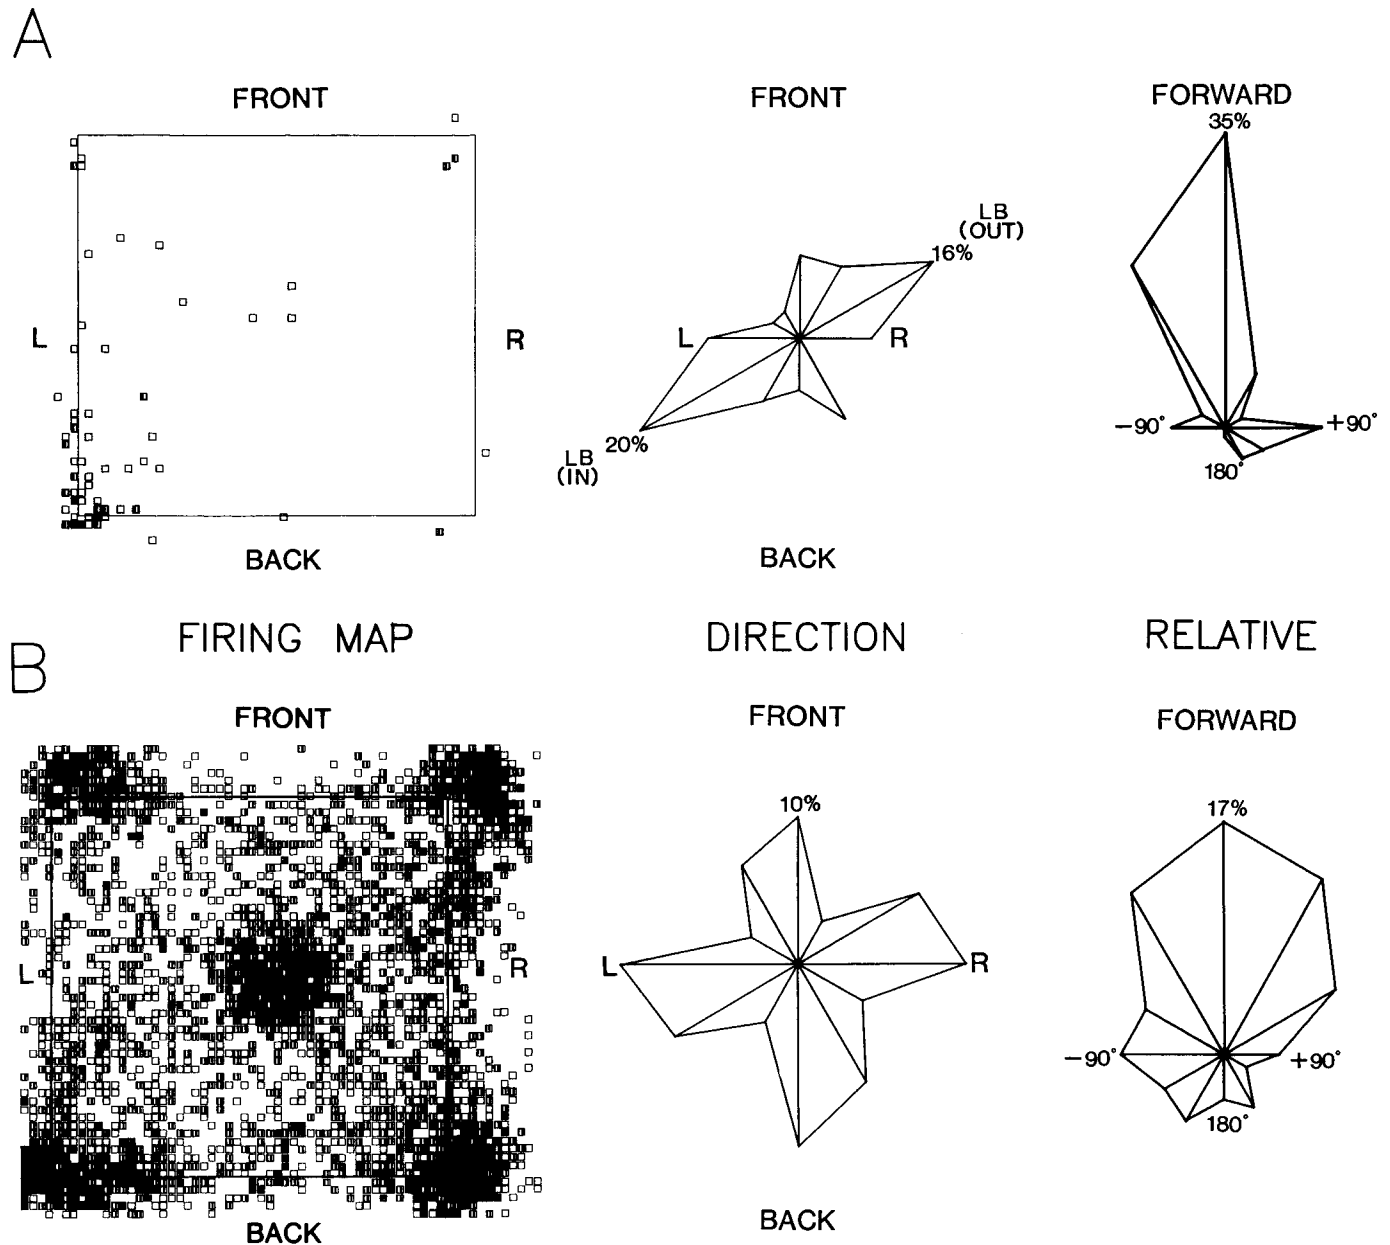 A
FRONT
FRONT
FORWARD
35%
LB
(OUT)
16%
L
R
L
R
20%
LB
(IN)
−90°
+90°
180°
BACK
BACK
FIRING MAP
DIRECTION
RELATIVE
B
FRONT
FRONT
FORWARD
10%
17%
L
R
L
R
−90°
+90°
180°
BACK
BACK